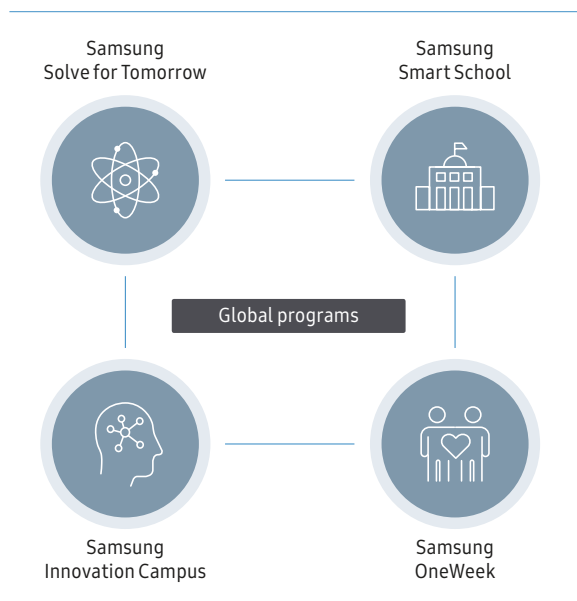 Samsung
Solve for Tomorrow
Samsung
Smart School
Global programs
Samsung
Innovation Campus
Samsung
OneWeek